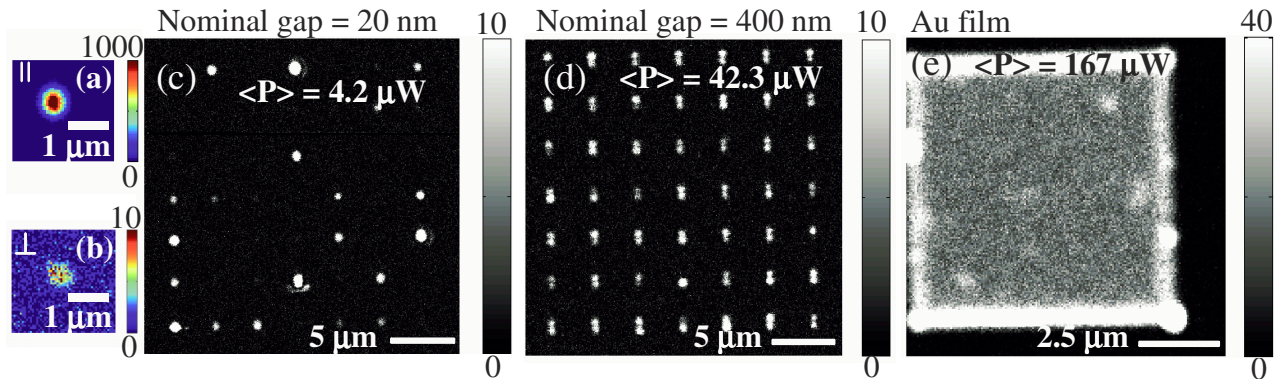 Nominal gap = 20 nm
Nominal gap = 400 nm
Au film
1000
||
(a)
1 μm
0
10
⊥
(b)
1 μm
0
(c)
<P> = 4.2 μW
5 μm
10
0
(d)
<P> = 42.3 μW
5 μm
10
0
(e)
<P> = 167 μW
2.5 μm
40
0